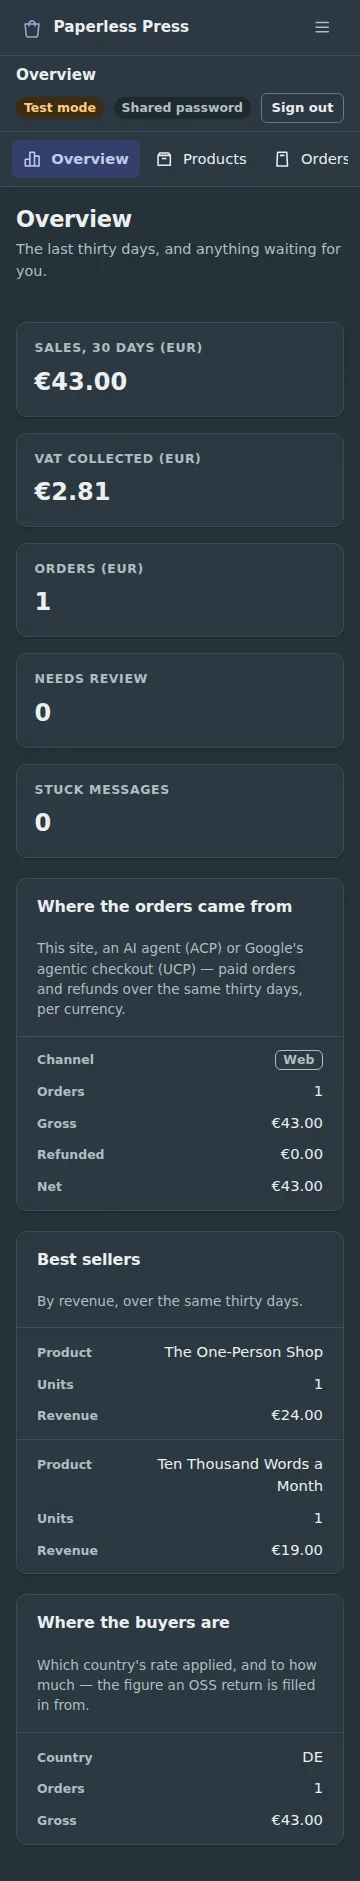 Paperless Press
Overview
Test mode Shared password Sign out
Overview Products Orders
Overview
The last thirty days, and anything waiting for
you.
SALES, 30 DAYS (EUR)
€43.00
VAT COLLECTED (EUR)
€2.81
ORDERS (EUR)
1
NEEDS REVIEW
0
STUCK MESSAGES
0
Where the orders came from
This site, an AI agent (ACP) or Google's
agentic checkout (UCP) — paid orders
and refunds over the same thirty days,
per currency.
Channel Web
Orders 1
Gross €43.00
Refunded €0.00
Net €43.00
Best sellers
By revenue, over the same thirty days.
Product The One-Person Shop
Units 1
Revenue €24.00
Product Ten Thousand Words a
Month
Units 1
Revenue €19.00
Where the buyers are
Which country's rate applied, and to how
much — the figure an OSS return is filled
in from.
Country DE
Orders 1
Gross €43.00